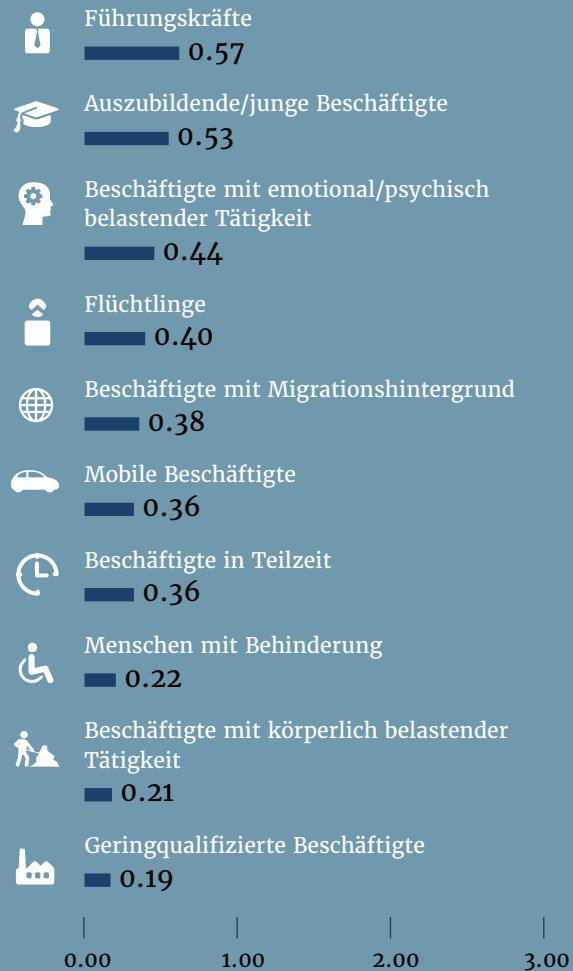 Führungskräfte
0.57
Auszubildende/junge Beschäftigte
0.53
Beschäftigte mit emotional/psychisch
belastender Tätigkeit
0.44
Flüchtlinge
0.40
Beschäftigte mit Migrationshintergrund
0.38
Mobile Beschäftigte
0.36
Beschäftigte in Teilzeit
0.36
Menschen mit Behinderung
0.22
Beschäftigte mit körperlich belastender
Tätigkeit
0.21
Geringqualifizierte Beschäftigte
0.19
0.00 1.00 2.00 3.00